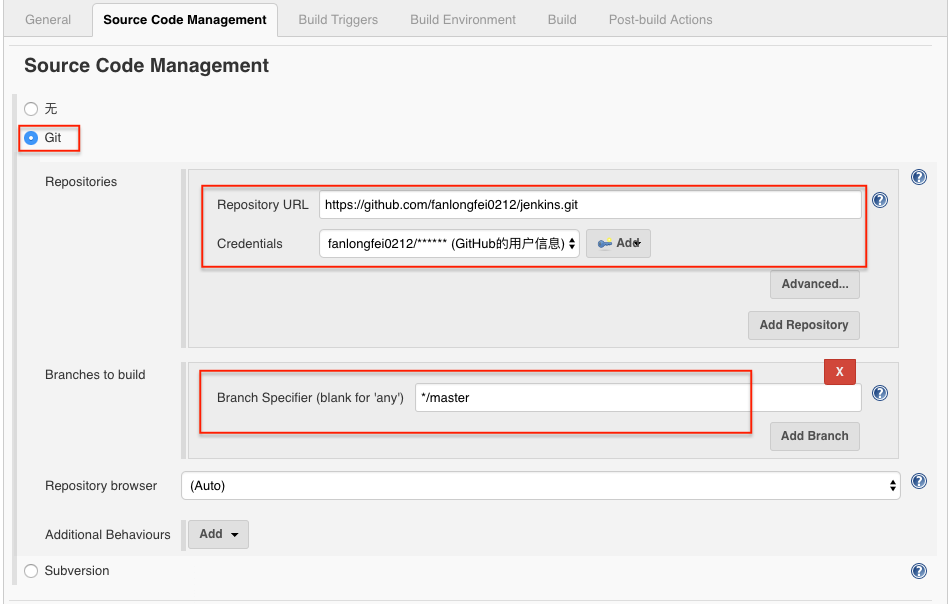 General Source Code Management Build Triggers Build Environment Build Post-build Actions
Source Code Management
无
Git
Repositories
Repository URL https://github.com/fanlongfei0212/jenkins.git
Credentials fanlongfei0212/****** (GitHub的用户信息) Add
Advanced...
Add Repository
Branches to build
X
Branch Specifier (blank for 'any') */master
Add Branch
Repository browser (Auto)
Additional Behaviours Add
Subversion